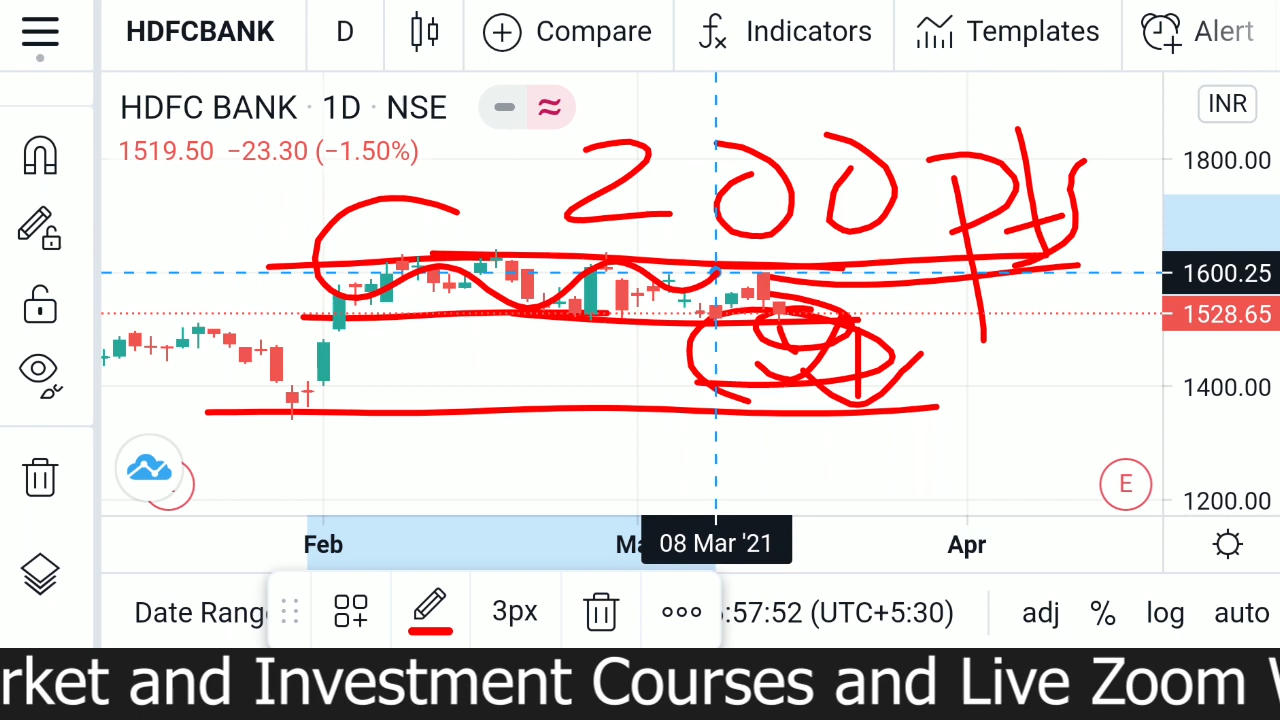 HDFCBANK D Compare Indicators Templates Alert
HDFC BANK · 1D · NSE
INR
1519.50 −23.30 (−1.50%)
200 pts
1800.00
1600.25
1528.65
1400.00
E
1200.00
Feb 08 Mar '21 Apr
Date Rang 3px :57:52 (UTC+5:30) adj % log auto
rket and Investment Courses and Live Zoom